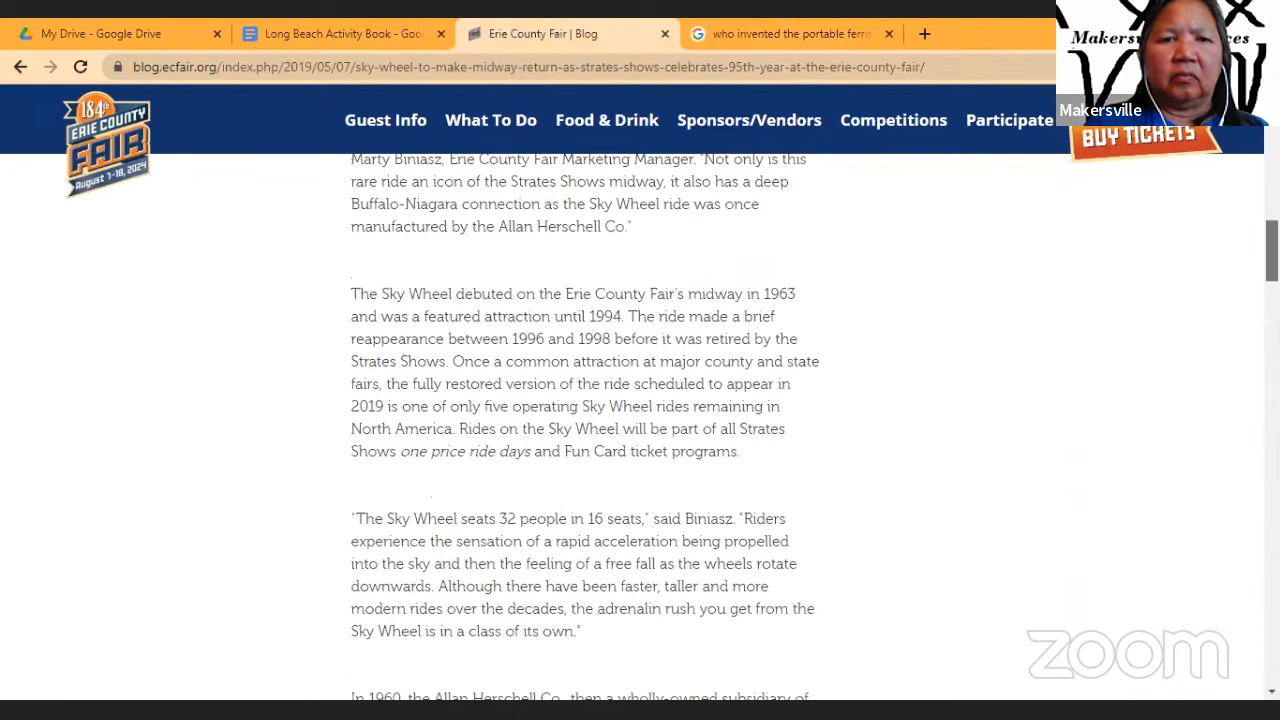 My Drive - Google Drive
Long Beach Activity Book - Goo
Erie County Fair | Blog
who invented the portable ferris
blog.ecfair.org/index.php/2019/05/07/sky-wheel-to-make-midway-return-as-strates-shows-celebrates-95th-year-at-the-erie-county-fair/
Makersville
184th
ERIE COUNTY
FAIR
August 7-18, 2024
Guest Info
What To Do
Food & Drink
Sponsors/Vendors
Competitions
Participate
BUY TICKETS
Marty Biniasz, Erie County Fair Marketing Manager. "Not only is this
rare ride an icon of the Strates Shows midway, it also has a deep
Buffalo-Niagara connection as the Sky Wheel ride was once
manufactured by the Allan Herschell Co."
The Sky Wheel debuted on the Erie County Fair's midway in 1963
and was a featured attraction until 1994. The ride made a brief
reappearance between 1996 and 1998 before it was retired by the
Strates Shows. Once a common attraction at major county and state
fairs, the fully restored version of the ride scheduled to appear in
2019 is one of only five operating Sky Wheel rides remaining in
North America. Rides on the Sky Wheel will be part of all Strates
Shows one price ride days and Fun Card ticket programs.
"The Sky Wheel seats 32 people in 16 seats," said Biniasz. "Riders
experience the sensation of a rapid acceleration being propelled
into the sky and then the feeling of a free fall as the wheels rotate
downwards. Although there have been faster, taller and more
modern rides over the decades, the adrenalin rush you get from the
Sky Wheel is in a class of its own."
In 1960, the Allan Herschell Co., then a wholly-owned subsidiary of
zoom